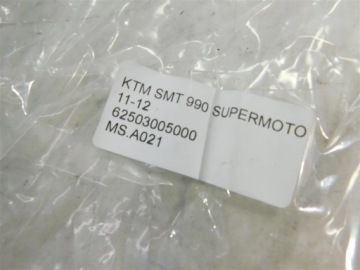 KTM SMT 990 SUPERMOTO
11-12
62503005000
MS.A021